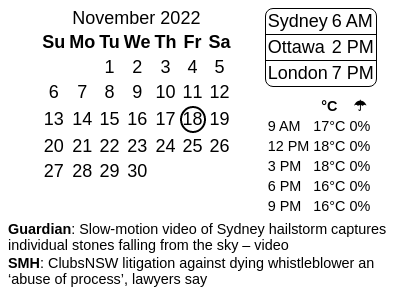 November 2022
Su Mo Tu We Th Fr Sa
1 2 3 4 5
6 7 8 9 10 11 12
13 14 15 16 17 18 19
20 21 22 23 24 25 26
27 28 29 30
Sydney 6 AM
Ottawa 2 PM
London 7 PM
°C ☂
9 AM 17°C 0%
12 PM 18°C 0%
3 PM 18°C 0%
6 PM 16°C 0%
9 PM 16°C 0%
Guardian: Slow-motion video of Sydney hailstorm captures
individual stones falling from the sky – video
SMH: ClubsNSW litigation against dying whistleblower an
‘abuse of process’, lawyers say